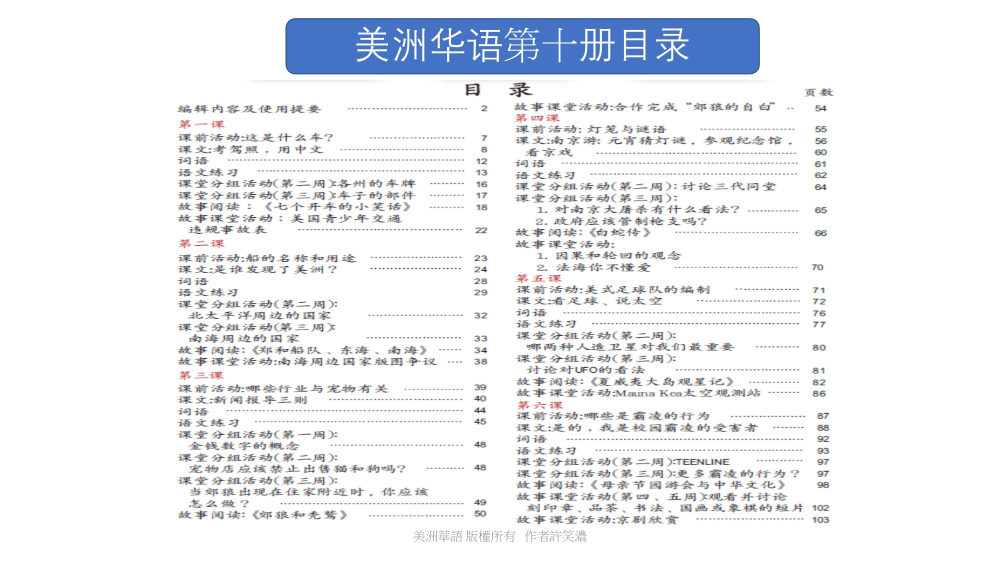 美洲华语第十册目录
目 录
页数
编辑内容及使用提要 ………… 2
第一课
课前活动:这是什么车? ………… 7
课文:考驾照，用中文 ………… 8
词语 ………… 12
语文练习 ………… 13
课堂分组活动(第二周):各州的车牌 ……… 16
课堂分组活动(第三周):车子的部件 ……… 17
故事阅读：《七个开车的小笑话》 ……… 18
故事课堂活动：美国青少年交通
违规事故表 ………… 22
第二课
课前活动:船的名称和用途 ………… 23
课文:是谁发现了美洲？ ………… 24
词语 28
语文练习 29
课堂分组活动(第二周):
北太平洋周边的国家 ………… 32
课堂分组活动(第三周):
南海周边的国家 ………… 33
故事阅读:《郑和船队、东海、南海》 …… 34
故事课堂活动:南海周边国家版图争议 …. 38
第三课
课前活动:哪些行业与宠物有关 ………… 39
课文:新闻报导三则 ………… 40
词语 ………… 44
语文练习 ………… 45
课堂分组活动(第一周):
金钱数字的概念 ………… 48
课堂分组活动(第二周):
宠物店应该禁止出售猫和狗吗? ……… 48
课堂分组活动(第三周):
当郊狼出现在住家附近时，你应该
怎么做？ ………… 49
故事阅读:《郊狼和秃鹫》 ………… 50
故事课堂活动:合作完成“郊狼的自白” .. 54
第四课
课前活动: 灯笼与谜语 ………… 55
课文:南京游: 元宵猜灯谜，参观纪念馆， 56
看京戏 ………… 60
词语 ………… 61
语文练习 ………… 62
课堂分组活动(第二周): 讨论三代同堂 64
课堂分组活动(第三周):
1. 对南京大屠杀有什么看法? ………… 65
2. 政府应该管制枪支吗?
故事阅读:《白蛇传》 ………… 66
故事课堂活动:
1. 因果和轮回的观念
2. 法海你不懂爱 ………… 70
第五课
课前活动:美式足球队的编制 ………… 71
课文:看足球、说太空 ………… 72
词语 ………… 76
语文练习 ………… 77
课堂分组活动(第二周):
哪两种人造卫星对我们最重要 ……… 80
课堂分组活动(第三周):
讨论对UFO的看法 ………… 81
故事阅读:《夏威夷大岛观星记》 ………… 82
故事课堂活动:Mauna Kea太空观测站 ……… 86
第六课
课前活动:哪些是霸凌的行为 ………… 87
课文:是的，我是校园霸凌的受害者 ……… 88
词语 ………… 92
语文练习 ………… 93
课堂分组活动(第二周):TEENLINE ……… 97
课堂分组活动(第三周):更多霸凌的行为？ 97
故事阅读:《母亲节园游会与中华文化》 98
故事课堂活动(第四、五周):观看并讨论
刻印章、品茶、书法、国画或象棋的短片 102
故事课堂活动:京剧欣赏 ………… 103
美洲華語 版權所有 作者許笑濃